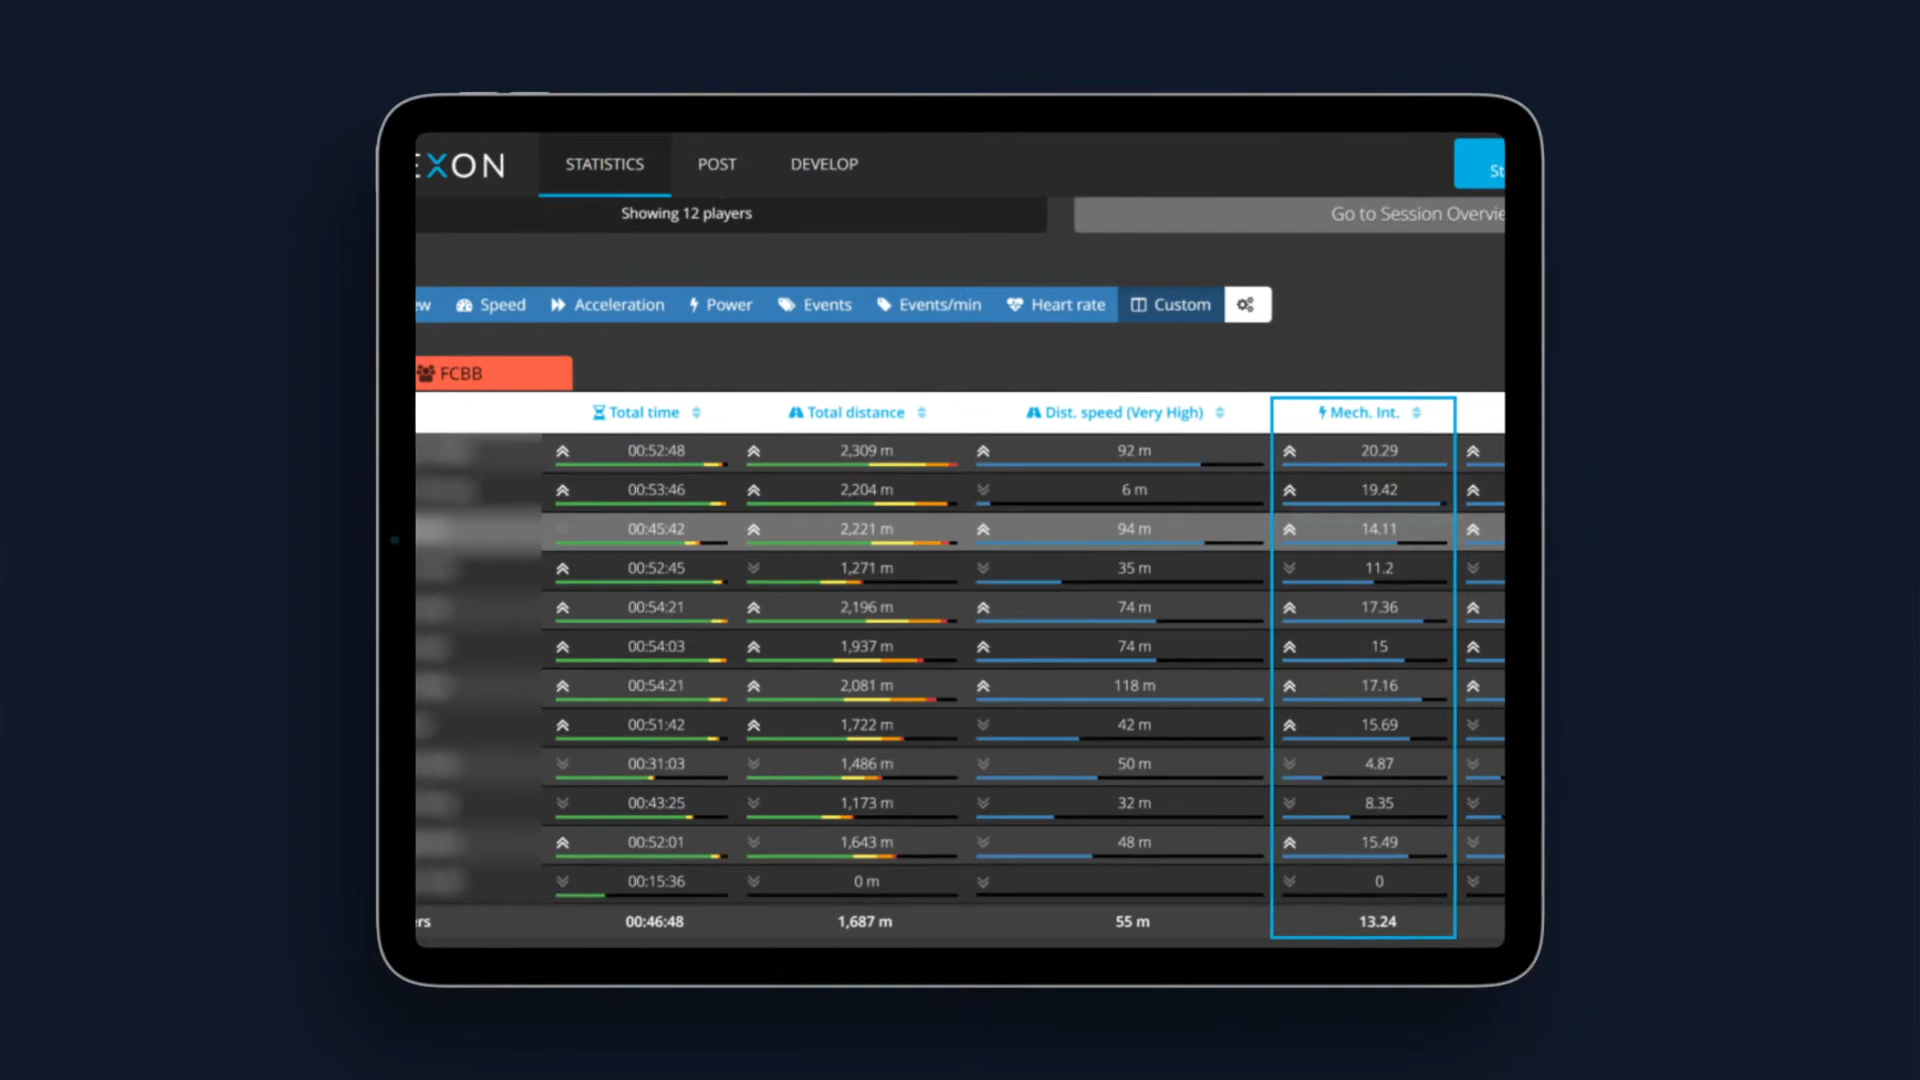 EXON STATISTICS POST DEVELOP St
Showing 12 players Go to Session Overvie
ew Speed Acceleration Power Events Events/min Heart rate Custom
FCBB
Total time Total distance Dist. speed (Very High) Mech. Int.
00:52:48 2,309 m 92 m 20.29
00:53:46 2,204 m 6 m 19.42
00:45:42 2,221 m 94 m 14.11
00:52:45 1,271 m 35 m 11.2
00:54:21 2,196 m 74 m 17.36
00:54:03 1,937 m 74 m 15
00:54:21 2,081 m 118 m 17.16
00:51:42 1,722 m 42 m 15.69
00:31:03 1,486 m 50 m 4.87
00:43:25 1,173 m 32 m 8.35
00:52:01 1,643 m 48 m 15.49
00:15:36 0 m 0
ers 00:46:48 1,687 m 55 m 13.24